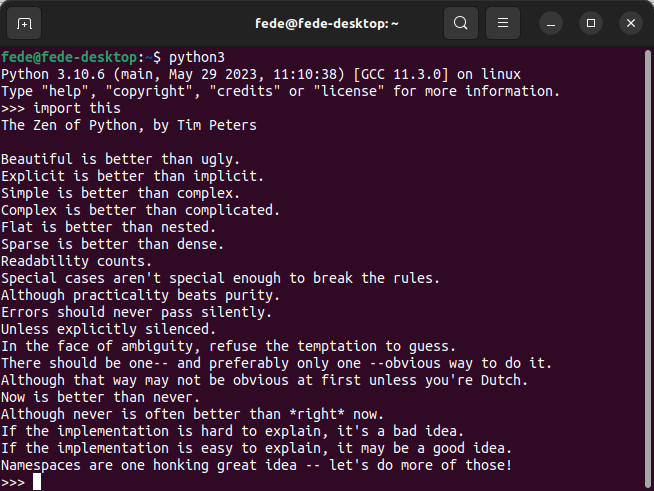 fede@fede-desktop: ~
fede@fede-desktop:~$ python3
Python 3.10.6 (main, May 29 2023, 11:10:38) [GCC 11.3.0] on linux
Type "help", "copyright", "credits" or "license" for more information.
>>> import this
The Zen of Python, by Tim Peters

Beautiful is better than ugly.
Explicit is better than implicit.
Simple is better than complex.
Complex is better than complicated.
Flat is better than nested.
Sparse is better than dense.
Readability counts.
Special cases aren't special enough to break the rules.
Although practicality beats purity.
Errors should never pass silently.
Unless explicitly silenced.
In the face of ambiguity, refuse the temptation to guess.
There should be one-- and preferably only one --obvious way to do it.
Although that way may not be obvious at first unless you're Dutch.
Now is better than never.
Although never is often better than *right* now.
If the implementation is hard to explain, it's a bad idea.
If the implementation is easy to explain, it may be a good idea.
Namespaces are one honking great idea -- let's do more of those!
>>>